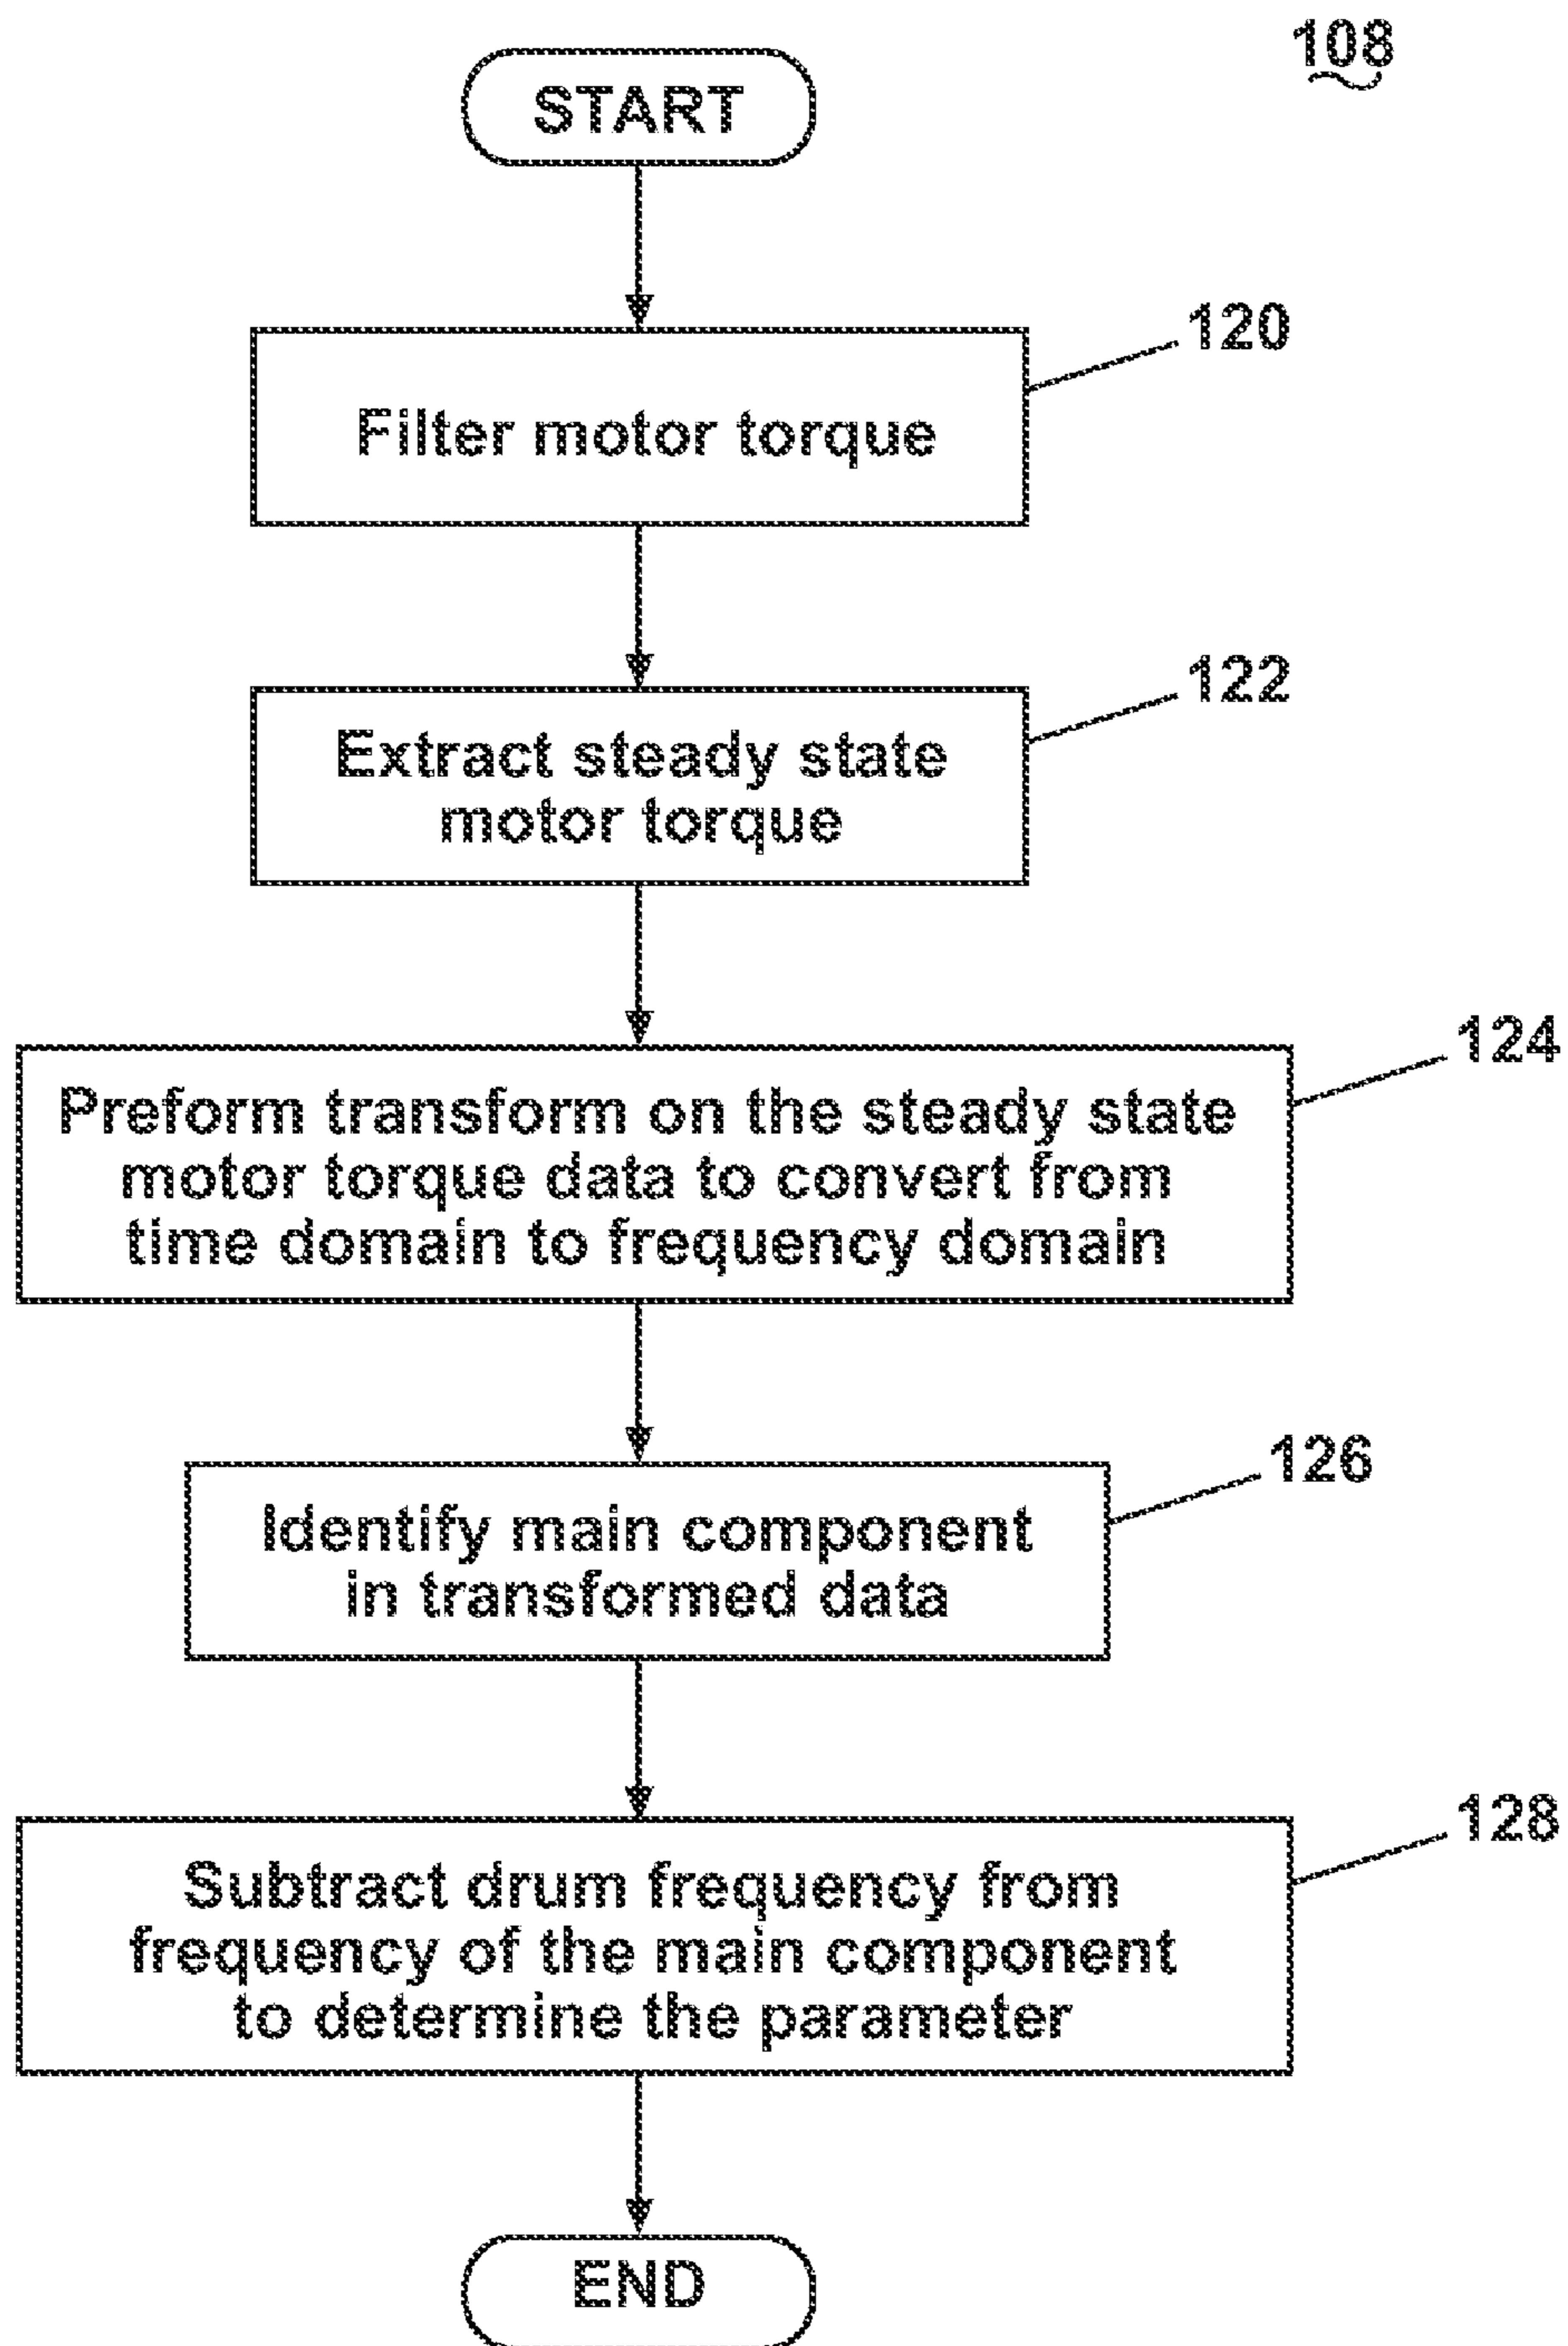 108
START
120
Filter motor torque
122
Extract steady state
motor torque
124
Preform transform on the steady state
motor torque data to convert from
time domain to frequency domain
126
Identify main component
in transformed data
128
Subtract drum frequency from
frequency of the main component
to determine the parameter
END